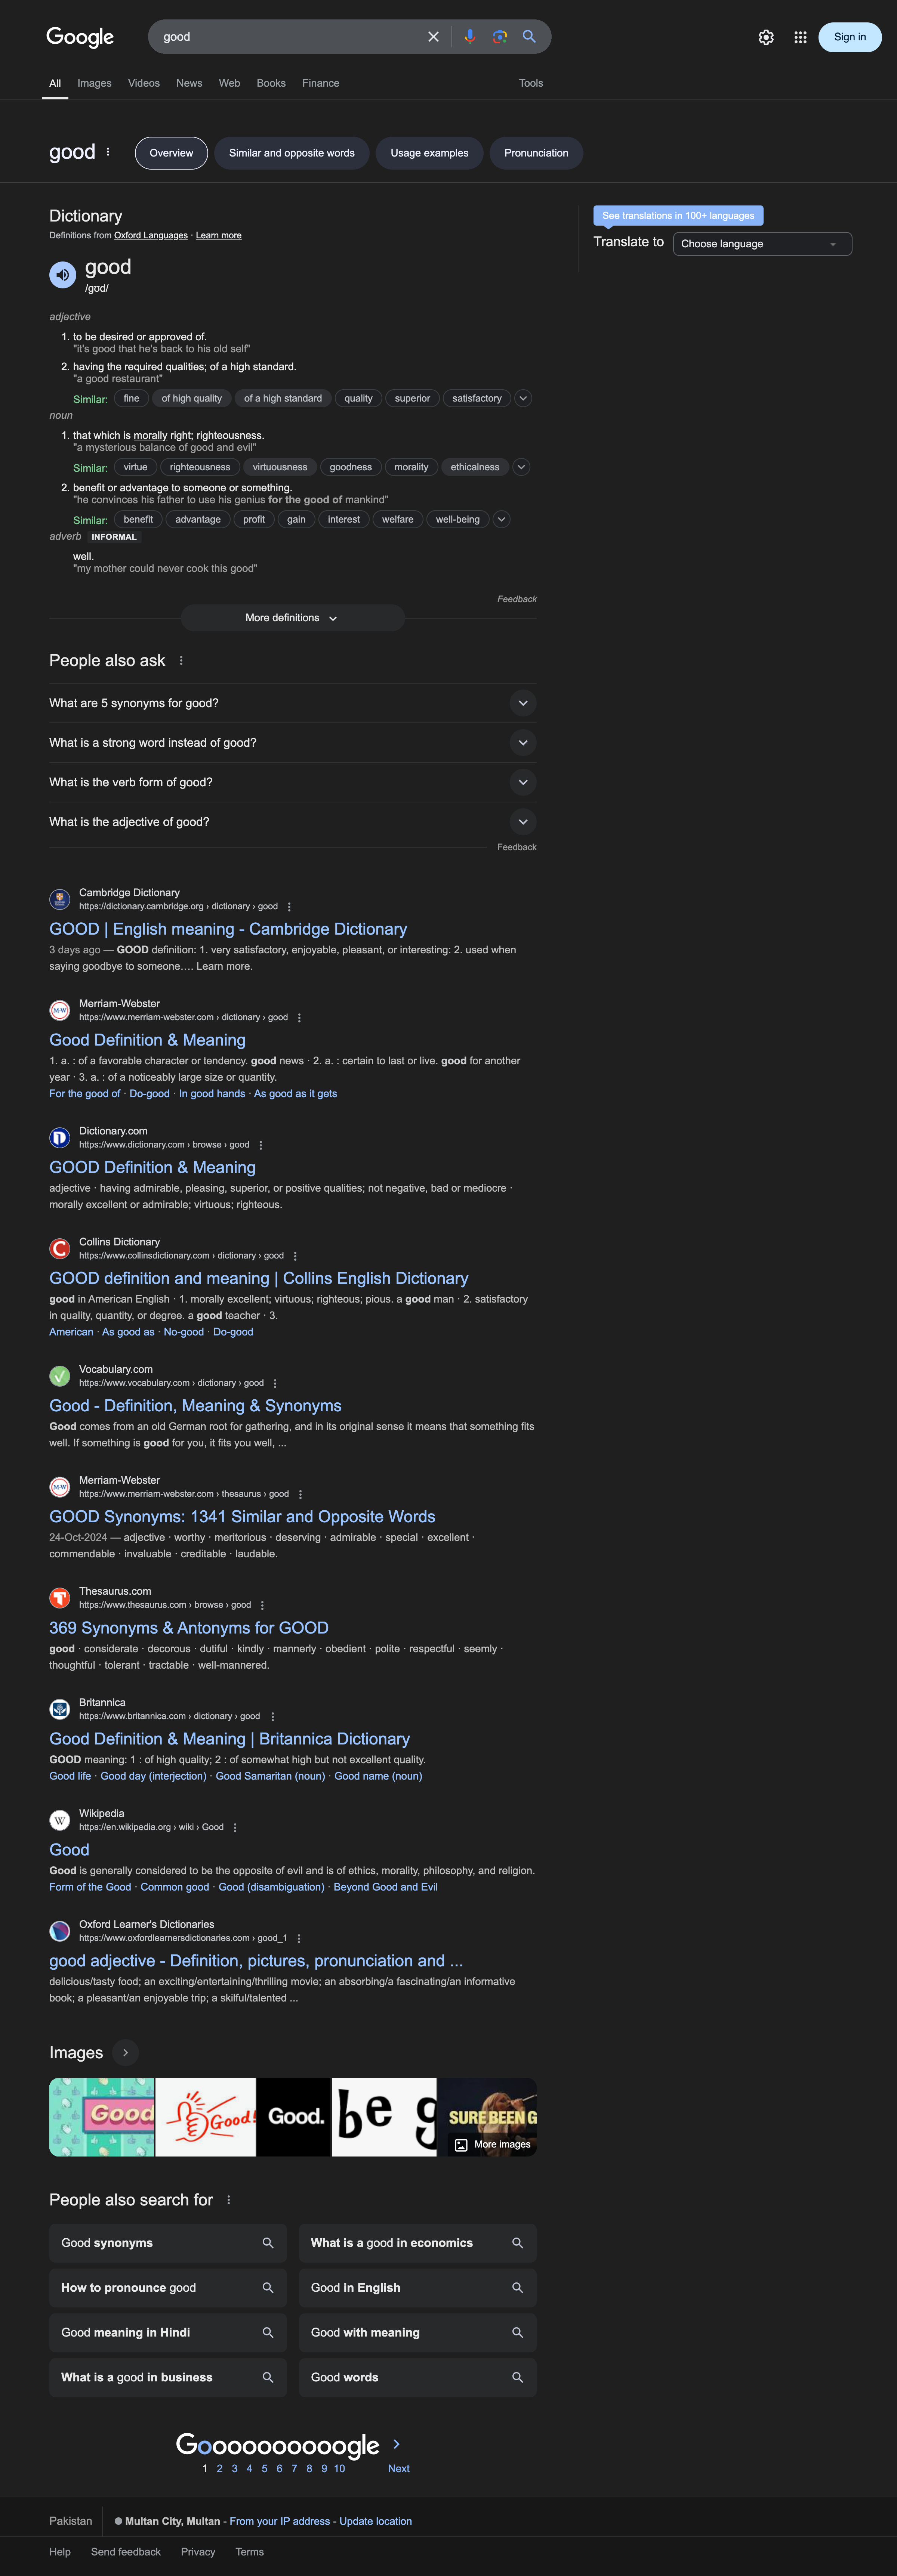 Google
good
Sign in
All Images Videos News Web Books Finance Tools
good
Overview Similar and opposite words Usage examples Pronunciation
Dictionary
Definitions from Oxford Languages · Learn more
See translations in 100+ languages
Translate to Choose language
good
/ɡʊd/
adjective
1. to be desired or approved of.
"it's good that he's back to his old self"
2. having the required qualities; of a high standard.
"a good restaurant"
Similar: fine of high quality of a high standard quality superior satisfactory
noun
1. that which is morally right; righteousness.
"a mysterious balance of good and evil"
Similar: virtue righteousness virtuousness goodness morality ethicalness
2. benefit or advantage to someone or something.
"he convinces his father to use his genius for the good of mankind"
Similar: benefit advantage profit gain interest welfare well-being
adverb INFORMAL
well.
"my mother could never cook this good"
Feedback
More definitions
People also ask
What are 5 synonyms for good?
What is a strong word instead of good?
What is the verb form of good?
What is the adjective of good?
Feedback
Cambridge Dictionary
https://dictionary.cambridge.org › dictionary › good
GOOD | English meaning - Cambridge Dictionary
3 days ago — GOOD definition: 1. very satisfactory, enjoyable, pleasant, or interesting: 2. used when
saying goodbye to someone…. Learn more.
M-W
Merriam-Webster
https://www.merriam-webster.com › dictionary › good
Good Definition & Meaning
1. a. : of a favorable character or tendency. good news · 2. a. : certain to last or live. good for another
year · 3. a. : of a noticeably large size or quantity.
For the good of · Do-good · In good hands · As good as it gets
Dictionary.com
https://www.dictionary.com › browse › good
GOOD Definition & Meaning
adjective · having admirable, pleasing, superior, or positive qualities; not negative, bad or mediocre ·
morally excellent or admirable; virtuous; righteous.
Collins Dictionary
https://www.collinsdictionary.com › dictionary › good
GOOD definition and meaning | Collins English Dictionary
good in American English · 1. morally excellent; virtuous; righteous; pious. a good man · 2. satisfactory
in quality, quantity, or degree. a good teacher · 3.
American · As good as · No-good · Do-good
Vocabulary.com
https://www.vocabulary.com › dictionary › good
Good - Definition, Meaning & Synonyms
Good comes from an old German root for gathering, and in its original sense it means that something fits
well. If something is good for you, it fits you well, ...
M-W
Merriam-Webster
https://www.merriam-webster.com › thesaurus › good
GOOD Synonyms: 1341 Similar and Opposite Words
24-Oct-2024 — adjective · worthy · meritorious · deserving · admirable · special · excellent ·
commendable · invaluable · creditable · laudable.
Thesaurus.com
https://www.thesaurus.com › browse › good
369 Synonyms & Antonyms for GOOD
good · considerate · decorous · dutiful · kindly · mannerly · obedient · polite · respectful · seemly ·
thoughtful · tolerant · tractable · well-mannered.
Britannica
https://www.britannica.com › dictionary › good
Good Definition & Meaning | Britannica Dictionary
GOOD meaning: 1 : of high quality; 2 : of somewhat high but not excellent quality.
Good life · Good day (interjection) · Good Samaritan (noun) · Good name (noun)
W
Wikipedia
https://en.wikipedia.org › wiki › Good
Good
Good is generally considered to be the opposite of evil and is of ethics, morality, philosophy, and religion.
Form of the Good · Common good · Good (disambiguation) · Beyond Good and Evil
Oxford Learner's Dictionaries
https://www.oxfordlearnersdictionaries.com › good_1
good adjective - Definition, pictures, pronunciation and ...
delicious/tasty food; an exciting/entertaining/thrilling movie; an absorbing/a fascinating/an informative
book; a pleasant/an enjoyable trip; a skilful/talented ...
Images
Good Good! Good. be g SURE BEEN G
More images
People also search for
Good synonyms What is a good in economics
How to pronounce good Good in English
Good meaning in Hindi Good with meaning
What is a good in business Good words
Goooooooooogle
1 2 3 4 5 6 7 8 9 10 Next
Pakistan Multan City, Multan - From your IP address - Update location
Help Send feedback Privacy Terms